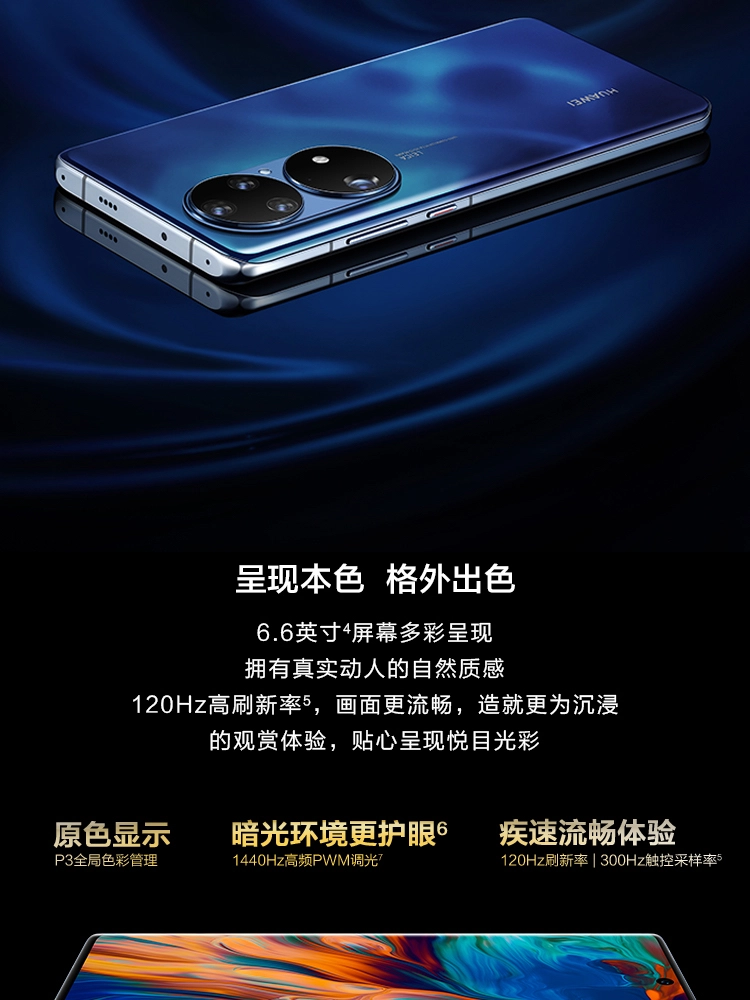 HUAWEI
LEICA
呈现本色 格外出色
6.6英寸4屏幕多彩呈现
拥有真实动人的自然质感
120Hz高刷新率5，画面更流畅，造就更为沉浸
的观赏体验，贴心呈现悦目光彩
原色显示 暗光环境更护眼6 疾速流畅体验
P3全局色彩管理 1440Hz高频PWM调光7 120Hz刷新率 | 300Hz触控采样率5